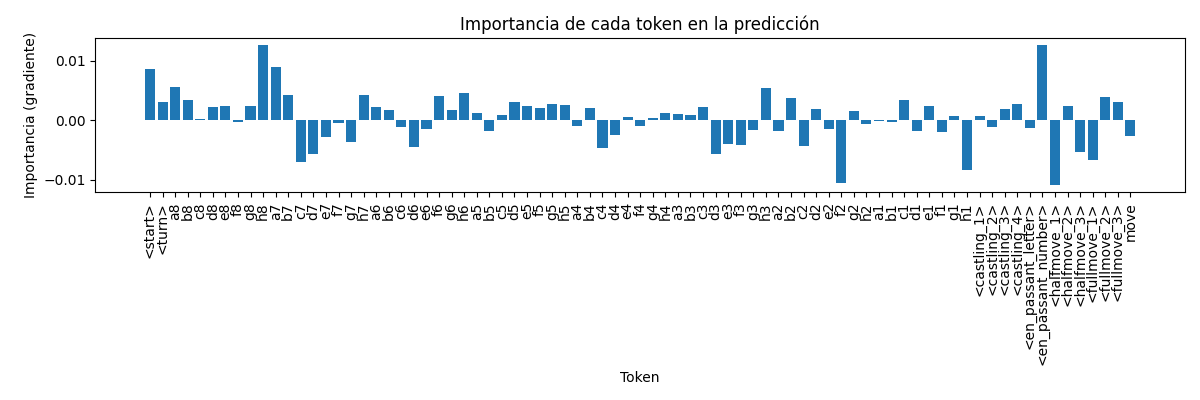 Importancia de cada token en la predicción
Importancia (gradiente)
0.01
0.00
−0.01
<start>
<turn>
a8
b8
c8
d8
e8
f8
g8
h8
a7
b7
c7
d7
e7
f7
g7
h7
a6
b6
c6
d6
e6
f6
g6
h6
a5
b5
c5
d5
e5
f5
g5
h5
a4
b4
c4
d4
e4
f4
g4
h4
a3
b3
c3
d3
e3
f3
g3
h3
a2
b2
c2
d2
e2
f2
g2
h2
a1
b1
c1
d1
e1
f1
g1
h1
<castling_1>
<castling_2>
<castling_3>
<castling_4>
<en_passant_letter>
<en_passant_number>
<halfmove_1>
<halfmove_2>
<halfmove_3>
<fullmove_1>
<fullmove_2>
<fullmove_3>
move
Token